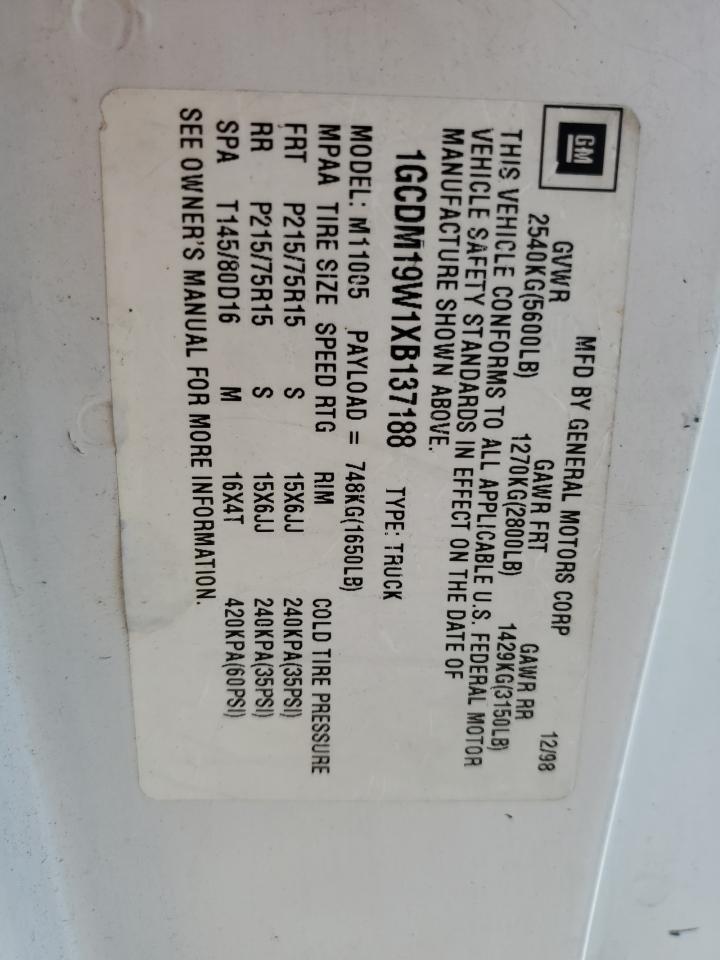 GM
MFD BY GENERAL MOTORS CORP 12/98
GVWR GAWR FRT GAWR RR
2540KG(5600LB) 1270KG(2800LB) 1429KG(3150LB)
THIS VEHICLE CONFORMS TO ALL APPLICABLE U.S. FEDERAL MOTOR
VEHICLE SAFETY STANDARDS IN EFFECT ON THE DATE OF
MANUFACTURE SHOWN ABOVE.
1GCDM19W1XB137188 TYPE: TRUCK
MODEL: M11005 PAYLOAD = 748KG(1650LB)
MPAA TIRE SIZE SPEED RTG RIM COLD TIRE PRESSURE
FRT P215/75R15 S 15X6JJ 240KPA(35PSI)
RR P215/75R15 S 15X6JJ 240KPA(35PSI)
SPA T145/80D16 M 16X4T 420KPA(60PSI)
SEE OWNER'S MANUAL FOR MORE INFORMATION.